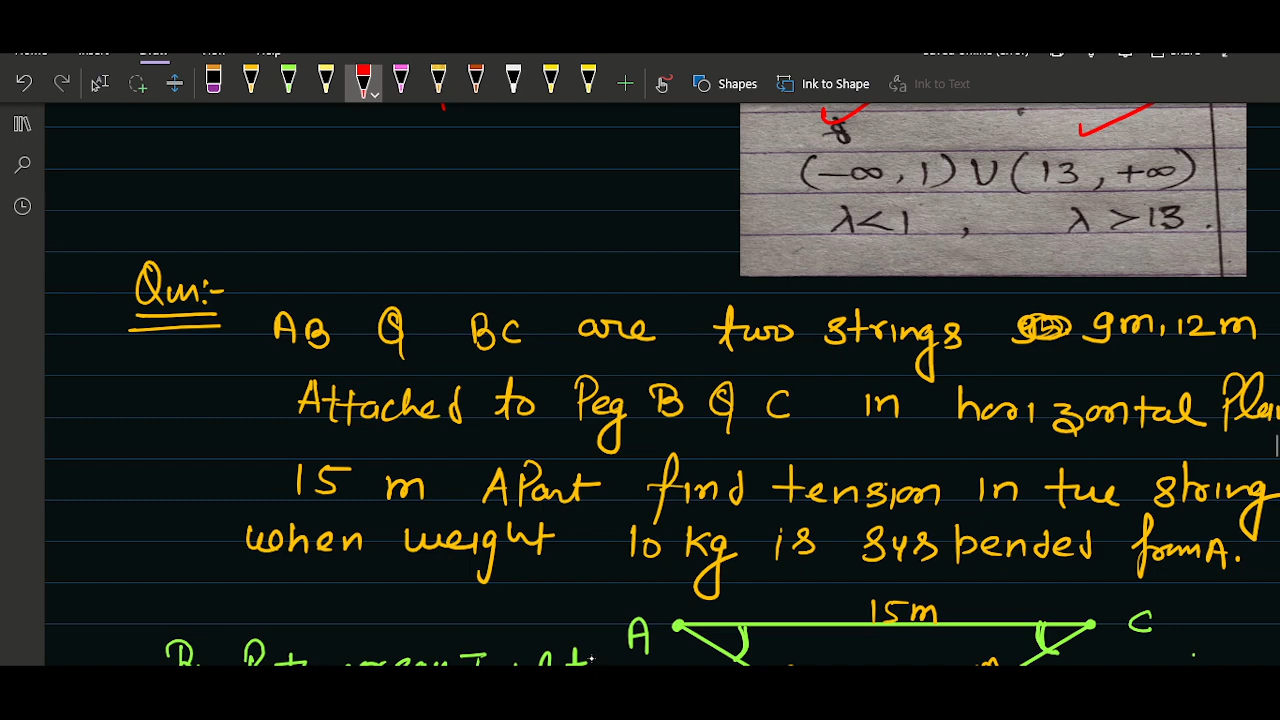 Shapes
Ink to Shape
Ink to Text
(-∞, 1) U (13, +∞)
λ < 1 , λ > 13.
Qun:-
AB & BC are two strings 9m, 12m
Attached to Peg B & C in horizontal
15 m Apart find tension in the string
when weight 10 kg is suspended from A.
15m
A C